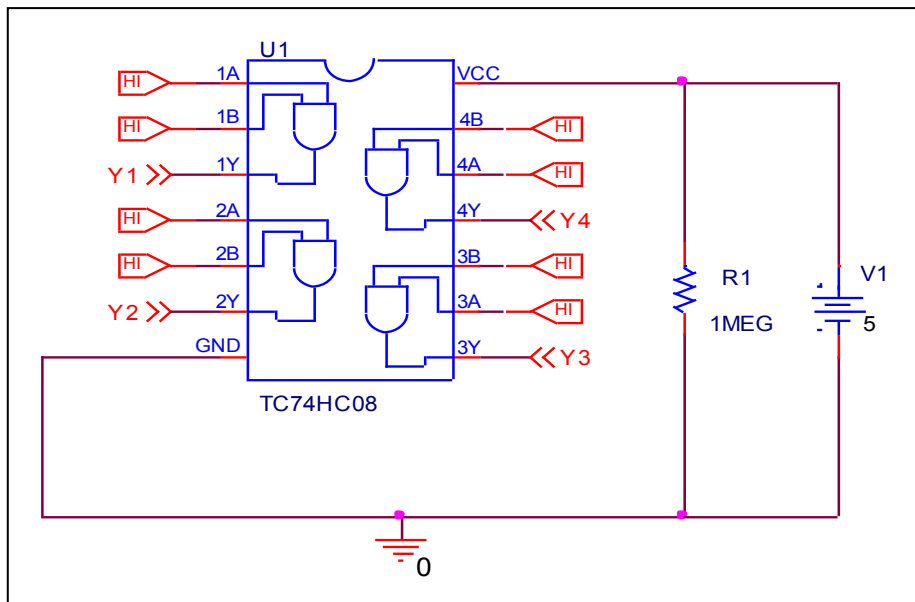 U1
HI 1A
HI 1B
Y1 1Y
HI 2A
HI 2B
Y2 2Y
GND
VCC
4B HI
4A HI
4Y Y4
3B HI
3A HI
3Y Y3
TC74HC08
R1
1MEG
V1
5
0